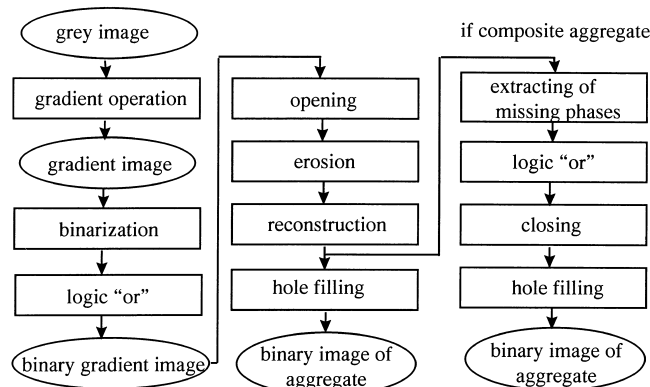 grey image
gradient operation
gradient image
binarization
logic “or”
binary gradient image
opening
erosion
reconstruction
hole filling
binary image of
aggregate
if composite aggregate
extracting of
missing phases
logic “or”
closing
hole filling
binary image of
aggregate